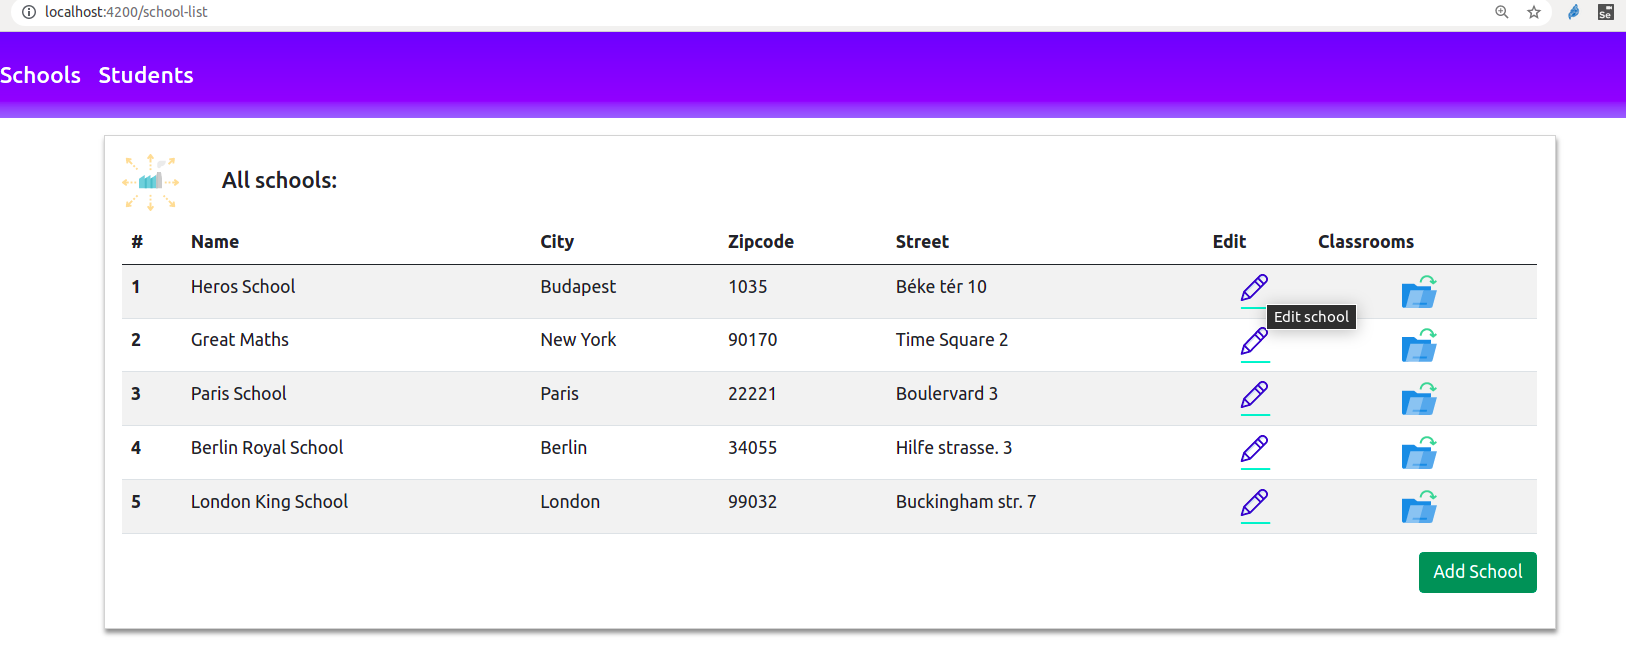 localhost:4200/school-list
Se
Schools Students
All schools:
# Name City Zipcode Street Edit Classrooms
1 Heros School Budapest 1035 Béke tér 10
Edit school
2 Great Maths New York 90170 Time Square 2
3 Paris School Paris 22221 Boulervard 3
4 Berlin Royal School Berlin 34055 Hilfe strasse. 3
5 London King School London 99032 Buckingham str. 7
Add School